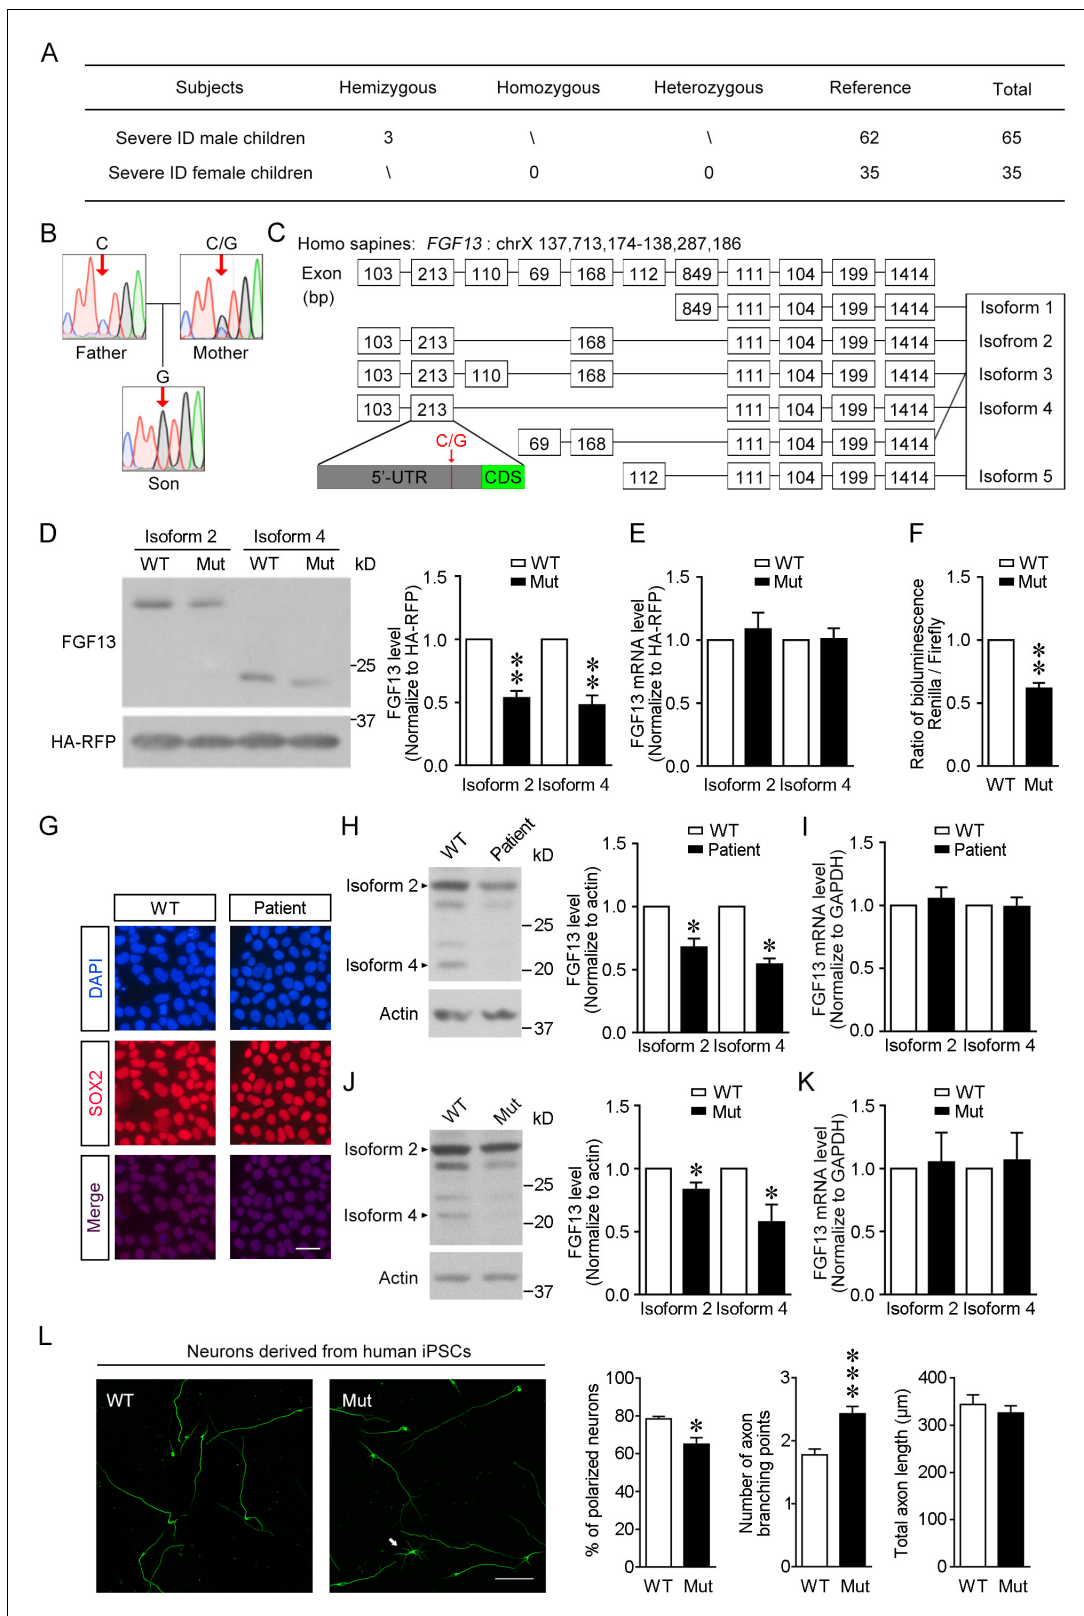 A
Subjects Hemizygous Homozygous Heterozygous Reference Total
Severe ID male children 3 \ \ 62 65
Severe ID female children \ 0 0 35 35
B
C C/G
Father Mother
G
Son
C
Homo sapines: FGF13 : chrX 137,713,174-138,287,186
Exon (bp) 103 213 110 69 168 112 849 111 104 199 1414
849 111 104 199 1414 Isoform 1
103 213 168 111 104 199 1414 Isofrom 2
103 213 110 168 111 104 199 1414 Isoform 3
103 213 111 104 199 1414 Isoform 4
69 168 111 104 199 1414
112 111 104 199 1414 Isoform 5
C/G
5'-UTR CDS
D
Isoform 2 Isoform 4
WT Mut WT Mut kD
FGF13
-25
-37
HA-RFP
WT
Mut
FGF13 level
(Normalize to HA-RFP)
1.5
1.0
0.5
0.0
** **
Isoform 2 Isoform 4
E
WT
Mut
FGF13 mRNA level
(Normalize to HA-RFP)
1.5
1.0
0.5
0.0
Isoform 2 Isoform 4
F
WT
Mut
Ratio of bioluminescence
Renilla / Firefly
1.5
1.0
0.5
0.0
**
WT Mut
G
WT Patient
DAPI
SOX2
Merge
H
WT Patient kD
Isoform 2
-25
Isoform 4
-20
Actin
-37
WT
Patient
FGF13 level
(Normalize to actin)
1.5
1.0
0.5
0.0
* *
Isoform 2 Isoform 4
I
WT
Patient
FGF13 mRNA level
(Normalize to GAPDH)
1.5
1.0
0.5
0.0
Isoform 2 Isoform 4
J
WT Mut kD
Isoform 2
-25
Isoform 4
-20
Actin
-37
WT
Mut
FGF13 level
(Normalize to actin)
1.5
1.0
0.5
0.0
* *
Isoform 2 Isoform 4
K
WT
Mut
FGF13 mRNA level
(Normalize to GAPDH)
1.5
1.0
0.5
0.0
Isoform 2 Isoform 4
L
Neurons derived from human iPSCs
WT Mut
% of polarized neurons
100
80
60
40
20
0
*
WT Mut
Number of axon
branching points
3
2
1
0
***
WT Mut
Total axon length (µm)
400
300
200
100
0
WT Mut